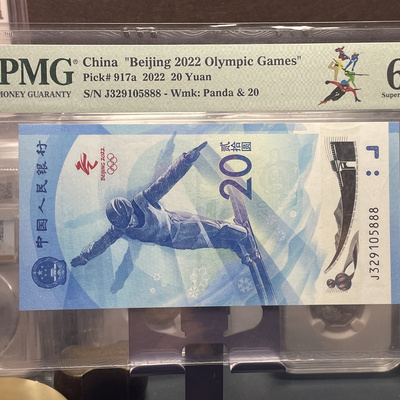 PMG
MONEY GUARANTY
China "Beijing 2022 Olympic Games"
Pick# 917a 2022 20 Yuan
S/N J329105888 - Wmk: Panda & 20
6
Super
中国人民银行
BEIJING 2022
20
贰拾圆
J329105888